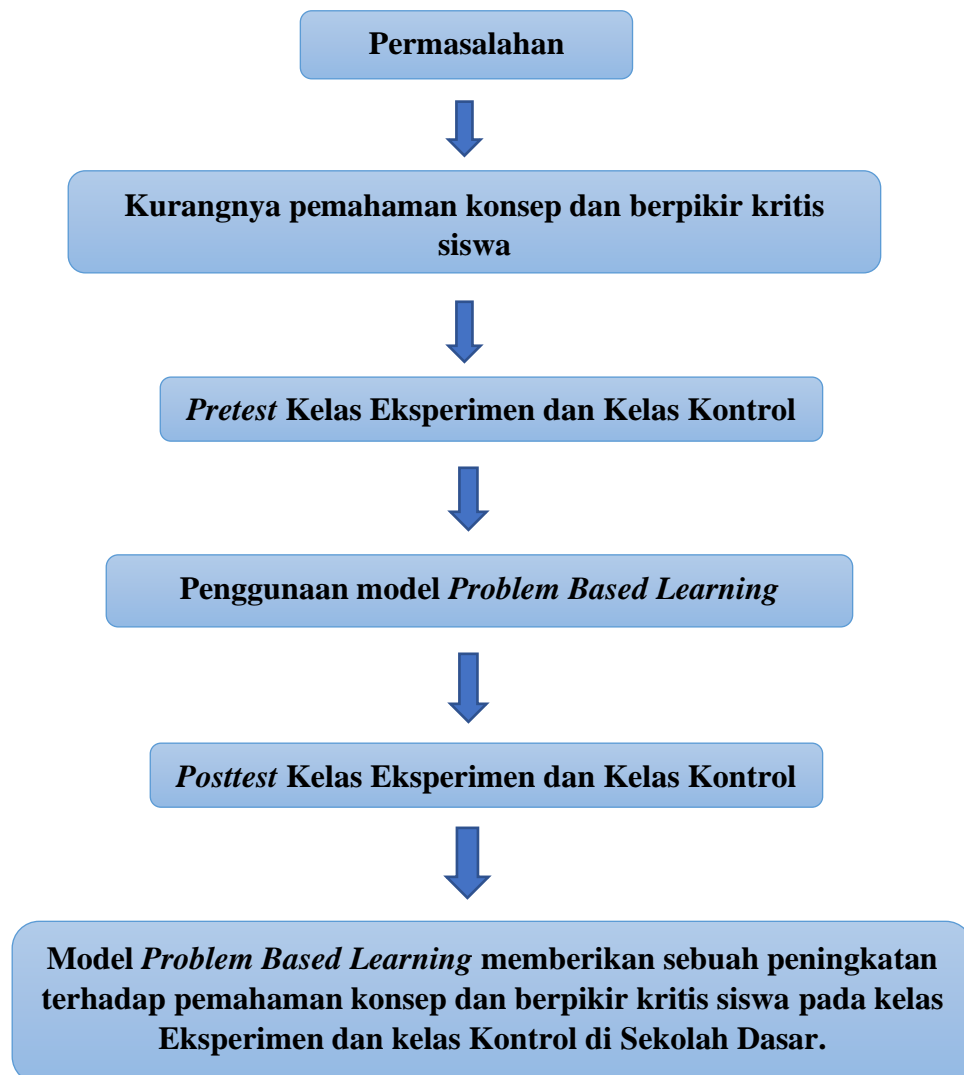 Permasalahan
Kurangnya pemahaman konsep dan berpikir kritis
siswa
Pretest Kelas Eksperimen dan Kelas Kontrol
Penggunaan model Problem Based Learning
Posttest Kelas Eksperimen dan Kelas Kontrol
Model Problem Based Learning memberikan sebuah peningkatan
terhadap pemahaman konsep dan berpikir kritis siswa pada kelas
Eksperimen dan kelas Kontrol di Sekolah Dasar.